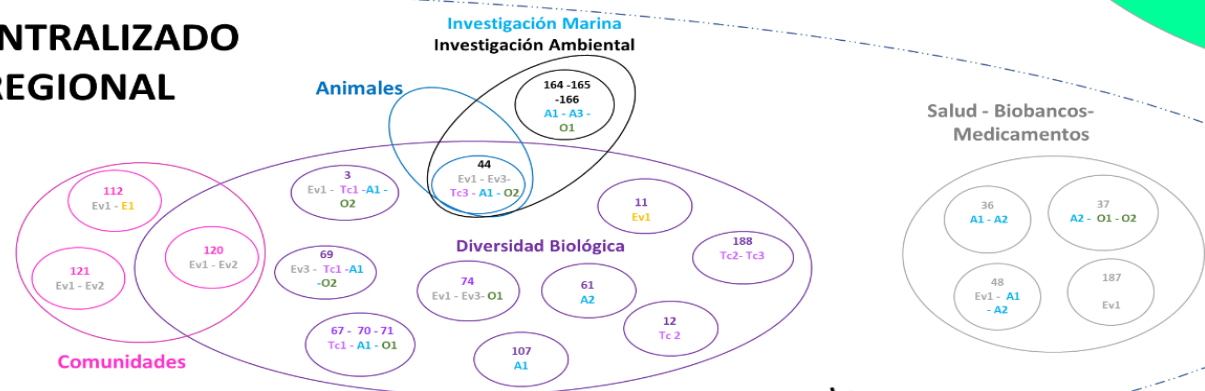 NTRALIZADO
REGIONAL
Investigación Marina
Investigación Ambiental
Animales
164 -165
-166
A1 - A3 -
O1
44
Ev1 - Ev3-
Tc3 - A1 - O2
Salud - Biobancos-
Medicamentos
36
A1 - A2
37
A2 - O1 - O2
48
Ev1 - A1
- A2
187
Ev1
112
Ev1 - E1
121
Ev1 - Ev2
120
Ev1 - Ev2
Comunidades
3
Ev1 - Tc1 -A1 -
O2
69
Ev3 - Tc1 -A1
-O2
67 - 70 - 71
Tc1 - A1 - O1
Diversidad Biológica
74
Ev1 - Ev3- O1
61
A2
107
A1
11
Ev1
188
Tc2- Tc3
12
Tc 2